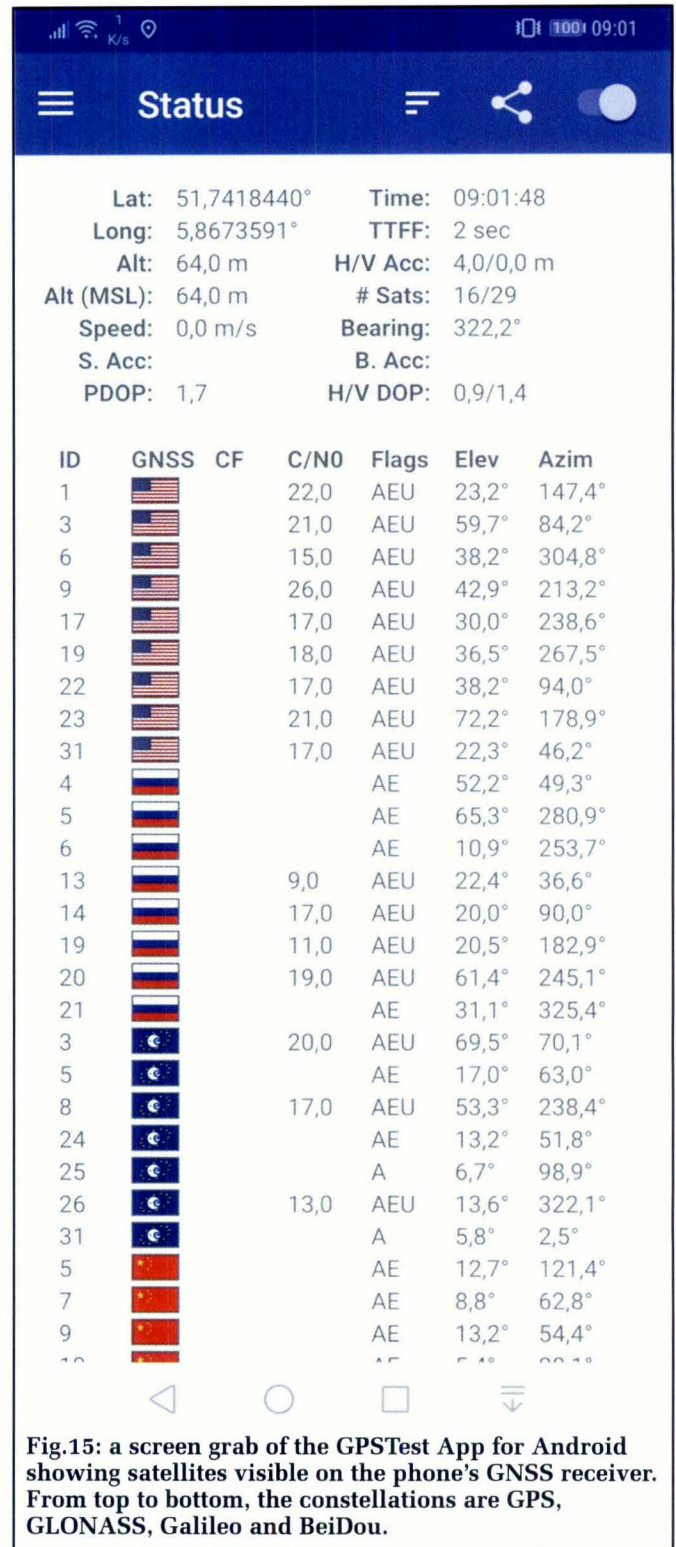 1 K/s 100 09:01
Status
Lat: 51,7418440° Time: 09:01:48
Long: 5,8673591° TTFF: 2 sec
Alt: 64,0 m H/V Acc: 4,0/0,0 m
Alt (MSL): 64,0 m # Sats: 16/29
Speed: 0,0 m/s Bearing: 322,2°
S. Acc: B. Acc:
PDOP: 1,7 H/V DOP: 0,9/1,4
ID GNSS CF C/N0 Flags Elev Azim
1 22,0 AEU 23,2° 147,4°
3 21,0 AEU 59,7° 84,2°
6 15,0 AEU 38,2° 304,8°
9 26,0 AEU 42,9° 213,2°
17 17,0 AEU 30,0° 238,6°
19 18,0 AEU 36,5° 267,5°
22 17,0 AEU 38,2° 94,0°
23 21,0 AEU 72,2° 178,9°
31 17,0 AEU 22,3° 46,2°
4 AE 52,2° 49,3°
5 AE 65,3° 280,9°
6 AE 10,9° 253,7°
13 9,0 AEU 22,4° 36,6°
14 17,0 AEU 20,0° 90,0°
19 11,0 AEU 20,5° 182,9°
20 19,0 AEU 61,4° 245,1°
21 AE 31,1° 325,4°
3 20,0 AEU 69,5° 70,1°
5 AE 17,0° 63,0°
8 17,0 AEU 53,3° 238,4°
24 AE 13,2° 51,8°
25 A 6,7° 98,9°
26 13,0 AEU 13,6° 322,1°
31 A 5,8° 2,5°
5 AE 12,7° 121,4°
7 AE 8,8° 62,8°
9 AE 13,2° 54,4°
Fig.15: a screen grab of the GPSTest App for Android
showing satellites visible on the phone's GNSS receiver.
From top to bottom, the constellations are GPS,
GLONASS, Galileo and BeiDou.